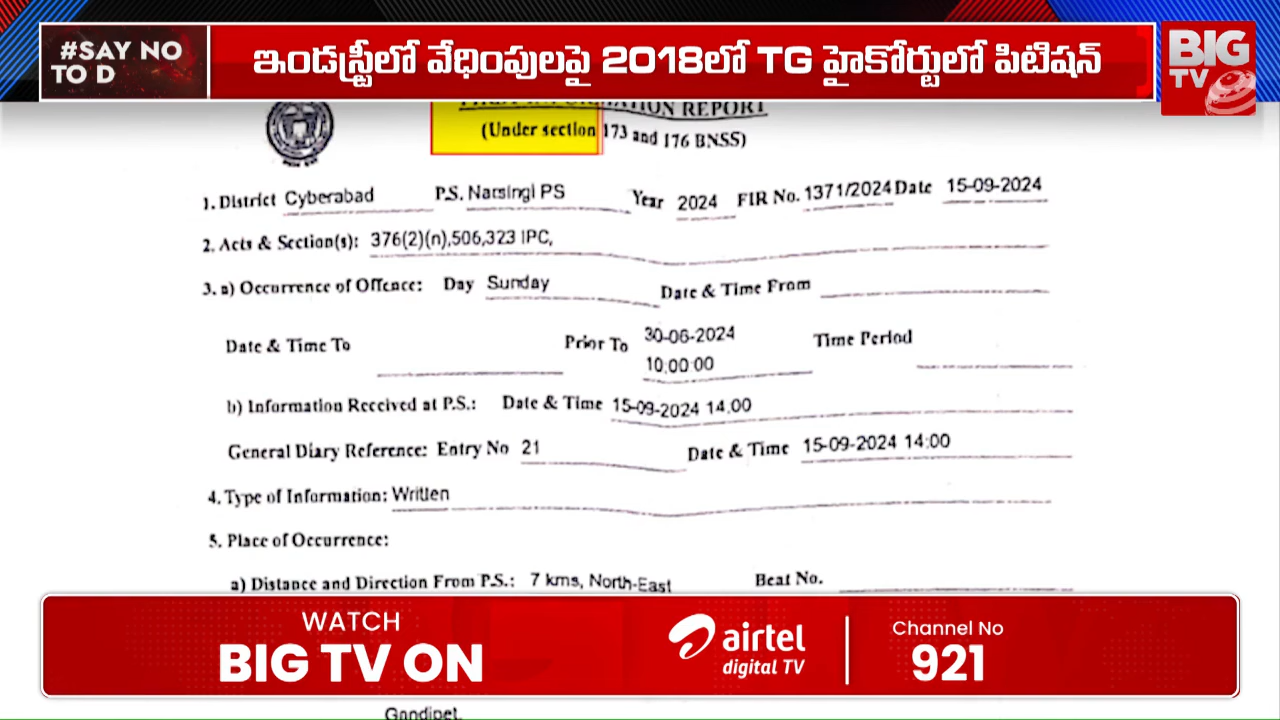 #SAY NO
TO D
ఇండస్ట్రీలో వేధింపులపై 2018లో TG హైకోర్టులో పిటిషన్
BIG
TV
FIRST INFORMATION REPORT
(Under section 173 and 176 BNSS)
1. District Cyberabad P.S. Narsingi PS Year 2024 FIR No. 1371/2024 Date 15-09-2024
2. Acts & Section(s): 376(2)(n),506,323 IPC,
3. a) Occurrence of Offence: Day Sunday Date & Time From
Date & Time To Prior To 30-06-2024 Time Period
10:00:00
b) Information Received at P.S.: Date & Time 15-09-2024 14.00
General Diary Reference: Entry No 21 Date & Time 15-09-2024 14:00
4. Type of Information: Written
5. Place of Occurrence:
a) Distance and Direction From P.S.: 7 kms, North-East Beat No.
WATCH
BIG TV ON
airtel
digital TV
Channel No
921
Gandipet,